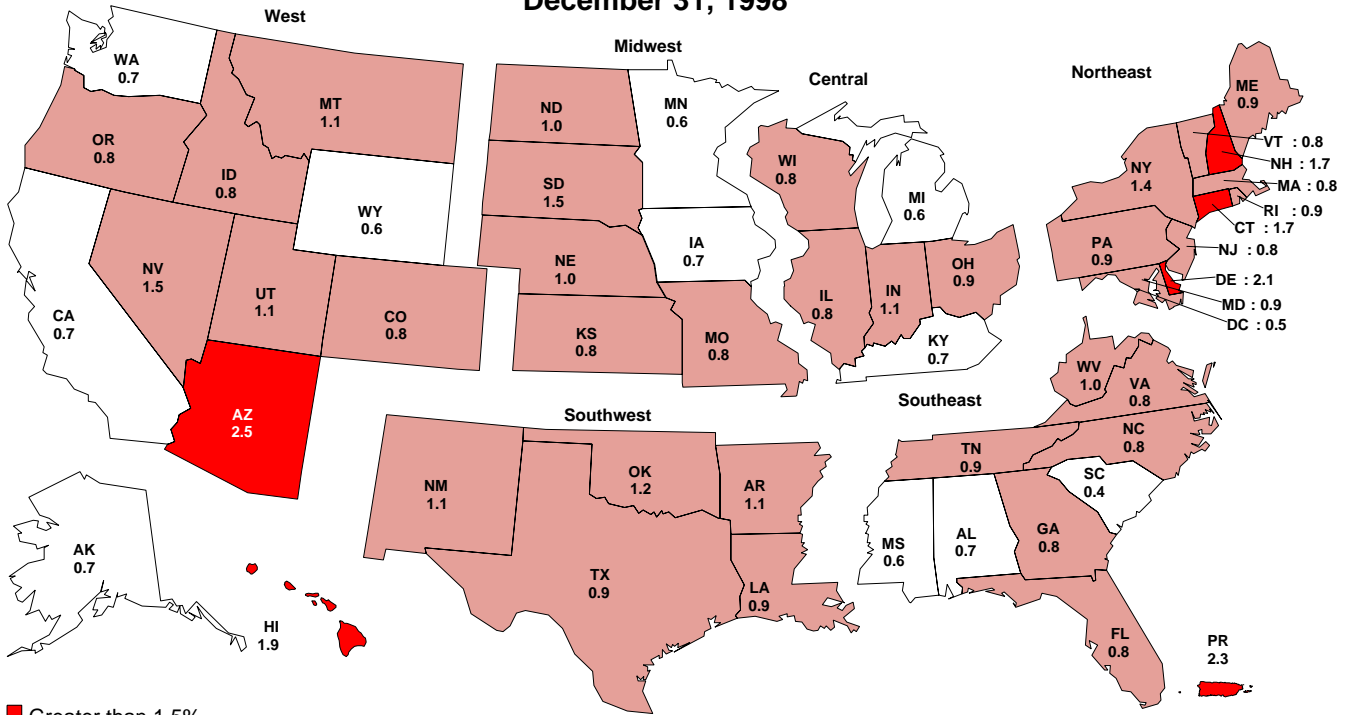 December 31, 1998
West
Midwest
Central
Northeast
WA
0.7
OR
0.8
MT
1.1
ID
0.8
WY
0.6
NV
1.5
UT
1.1
CO
0.8
CA
0.7
AZ
2.5
AK
0.7
HI
1.9
ND
1.0
SD
1.5
NE
1.0
KS
0.8
MN
0.6
IA
0.7
MO
0.8
WI
0.8
MI
0.6
IL
0.8
IN
1.1
OH
0.9
KY
0.7
ME
0.9
VT : 0.8
NH : 1.7
MA : 0.8
RI : 0.9
CT : 1.7
NJ : 0.8
DE : 2.1
MD : 0.9
DC : 0.5
NY
1.4
PA
0.9
Southwest
NM
1.1
OK
1.2
AR
1.1
TX
0.9
LA
0.9
Southeast
WV
1.0
VA
0.8
NC
0.8
TN
0.9
SC
0.4
MS
0.6
AL
0.7
GA
0.8
FL
0.8
PR
2.3
Greater than 1.5%